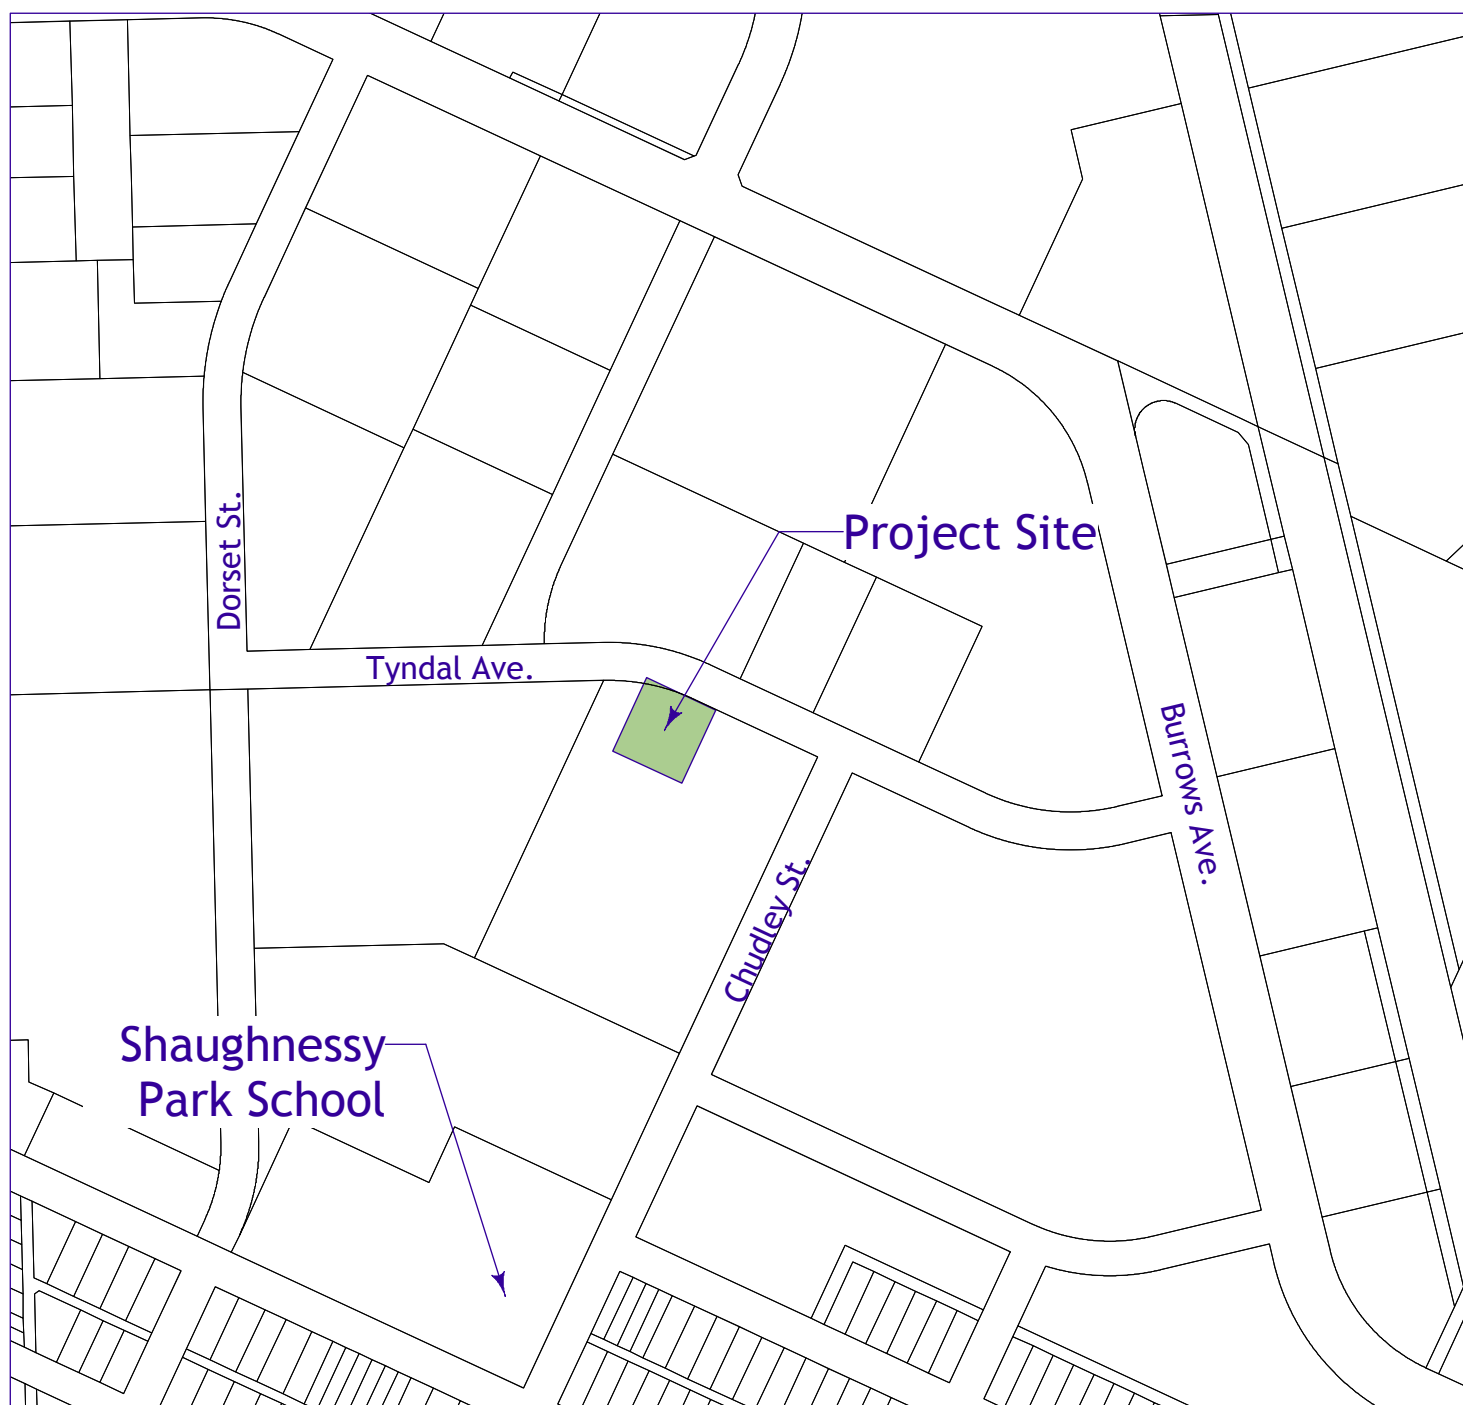 Dorset St.
Project Site
Tyndal Ave.
Burrows Ave.
Chudley St.
Shaughnessy
Park School